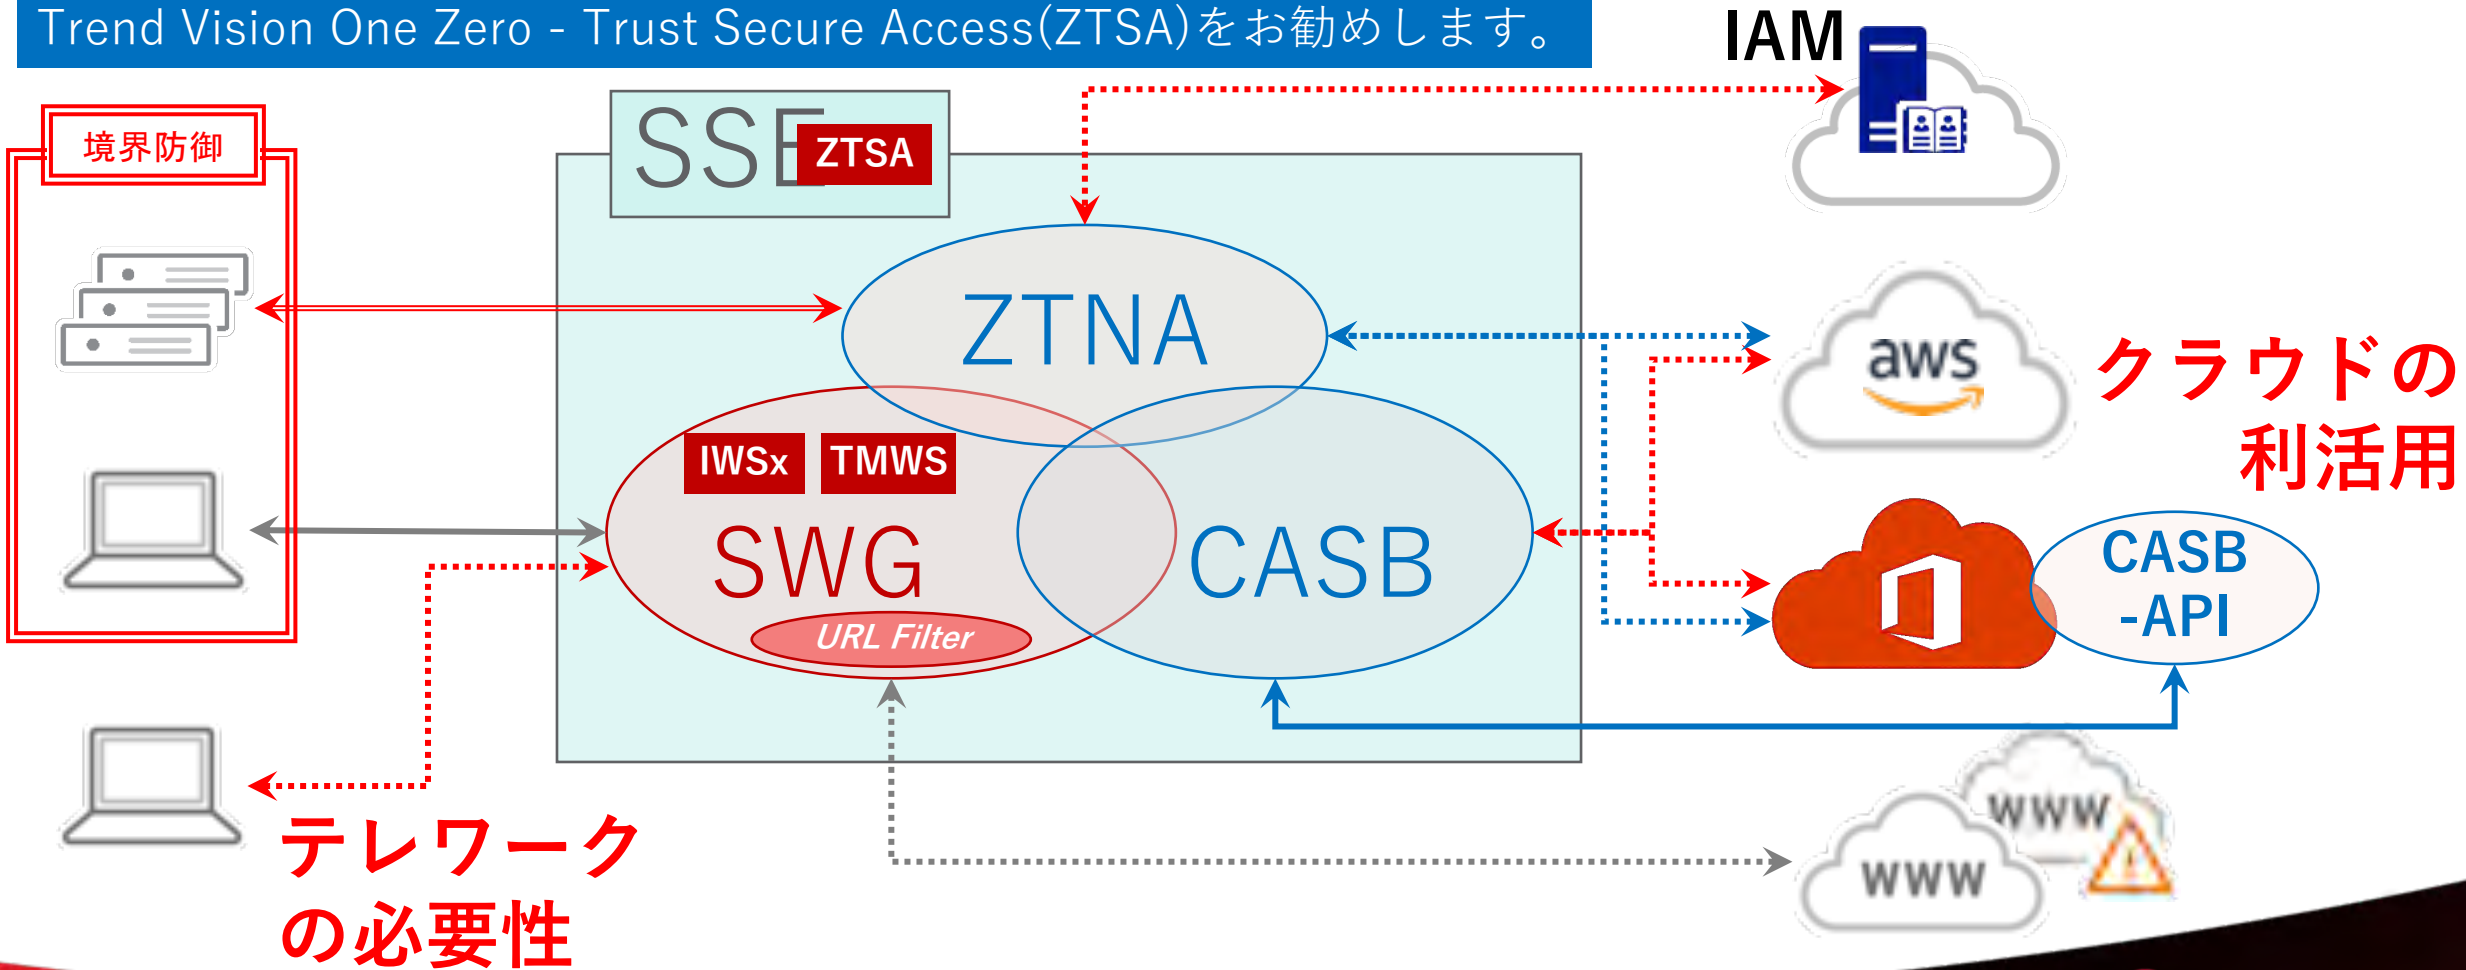 Trend Vision One Zero - Trust Secure Access(ZTSA)をお勧めします。
IAM
境界防御
SSE
ZTSA
ZTNA
aws
クラウドの
利活用
IWSx
TMWS
SWG
CASB
URL Filter
CASB
-API
テレワーク
の必要性
www
www